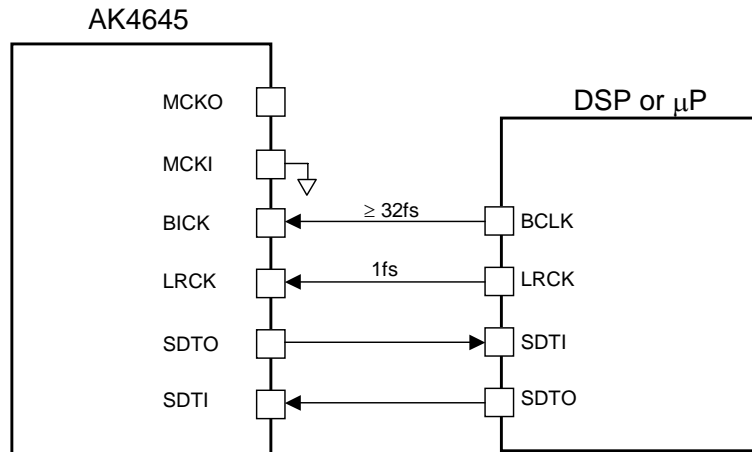 AK4645
DSP or μP
MCKO
MCKI
BICK
≥ 32fs
BCLK
LRCK
1fs
LRCK
SDTO
SDTI
SDTI
SDTO